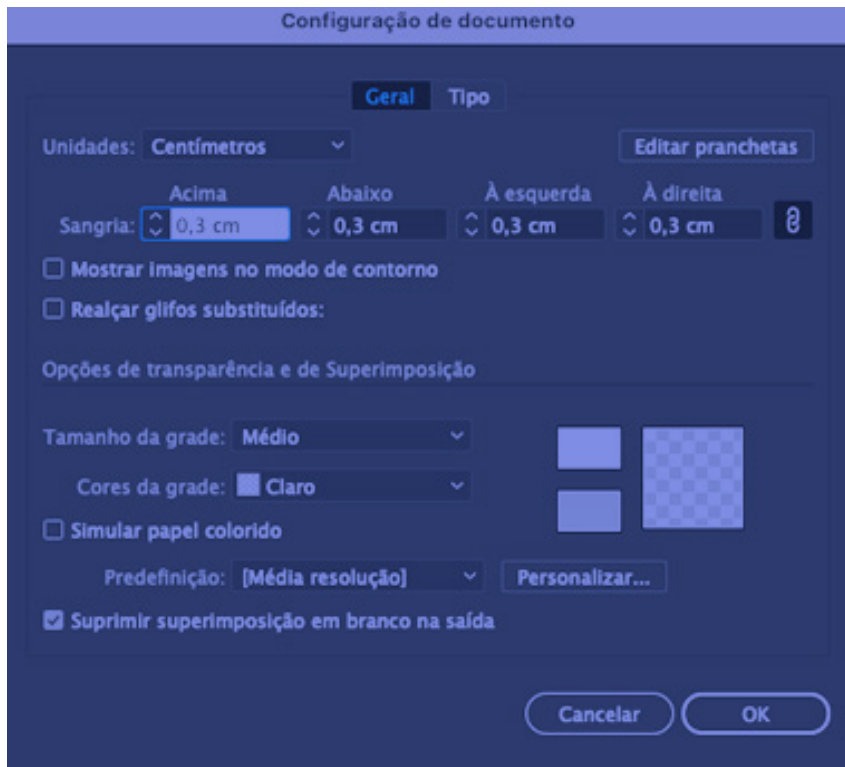 Configuração de documento
Geral Tipo
Unidades: Centímetros Editar pranchetas
Acima Abaixo À esquerda À direita
Sangria: 0,3 cm 0,3 cm 0,3 cm 0,3 cm
Mostrar imagens no modo de contorno
Realçar glifos substituídos:
Opções de transparência e de Superimposição
Tamanho da grade: Médio
Cores da grade: Claro
Simular papel colorido
Predefinição: [Média resolução] Personalizar...
Suprimir superimposição em branco na saída
Cancelar OK